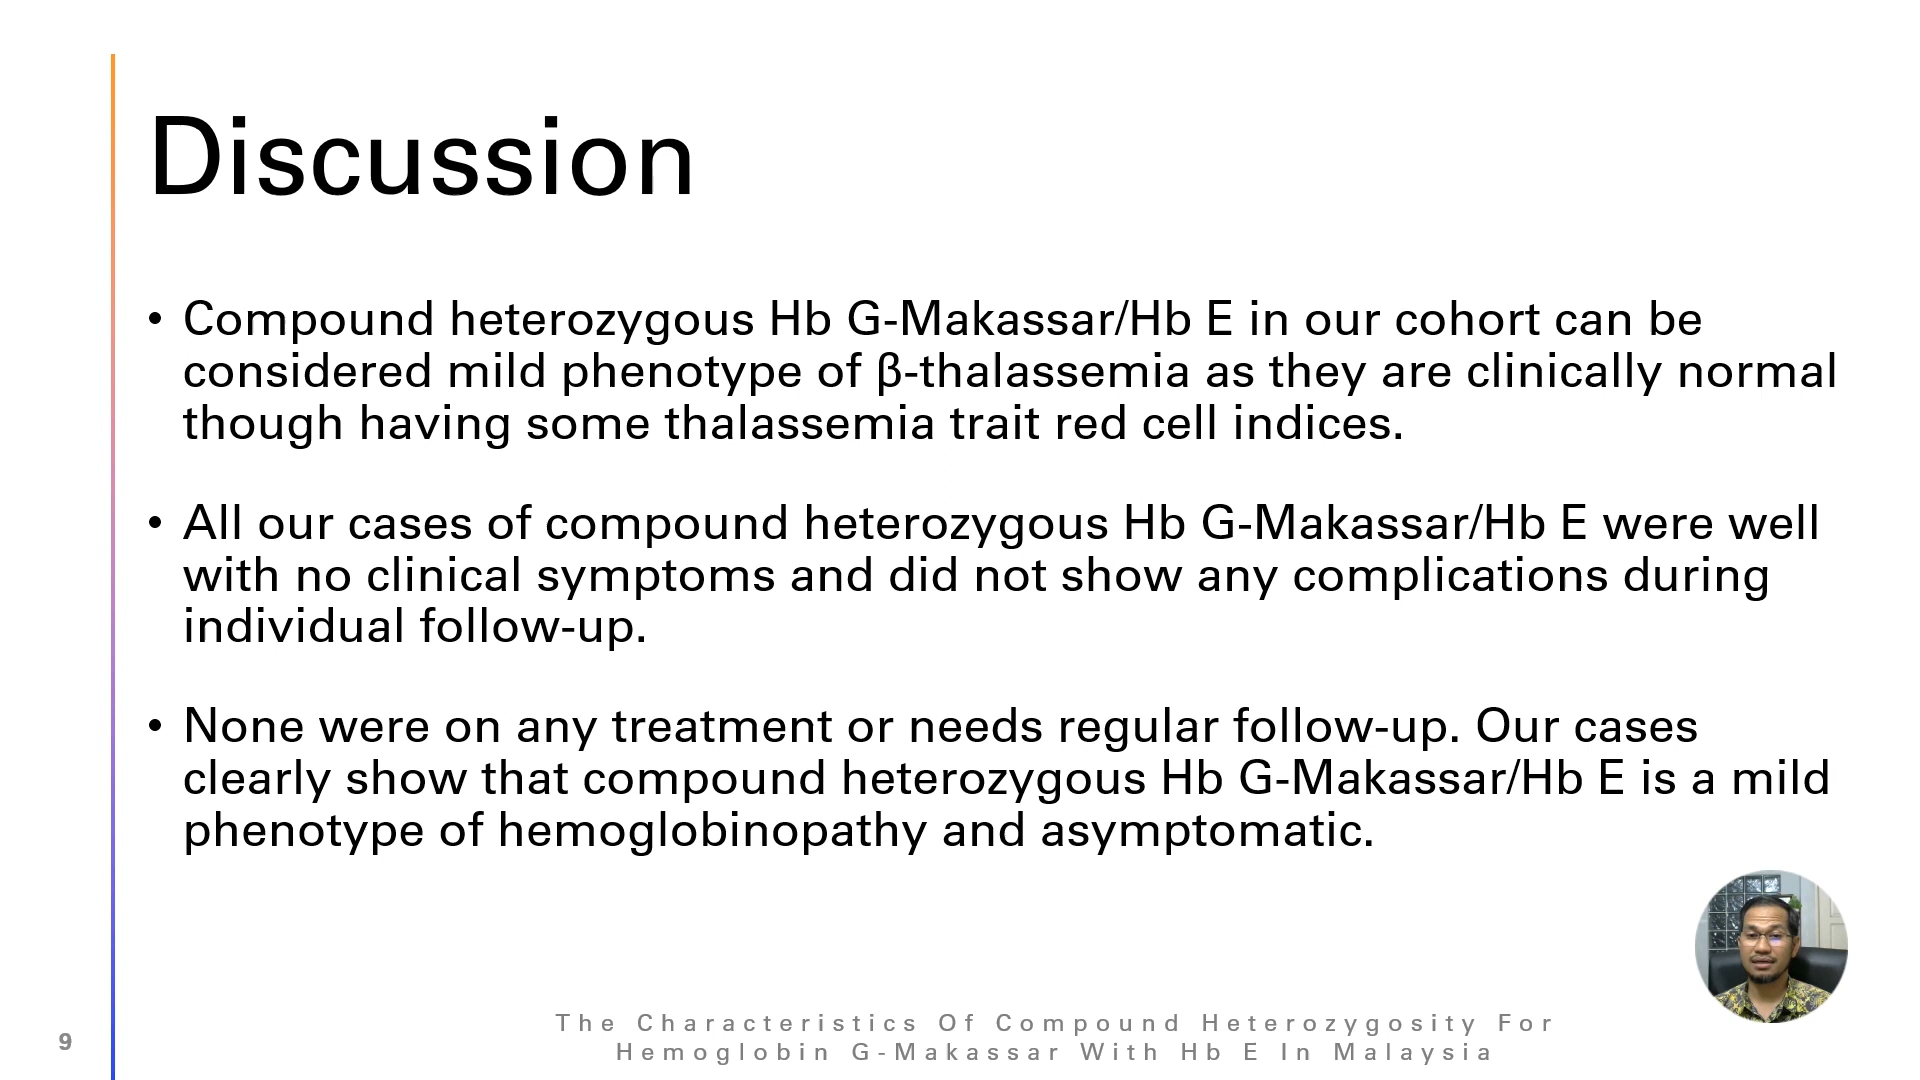 Discussion
• Compound heterozygous Hb G-Makassar/Hb E in our cohort can be
considered mild phenotype of β-thalassemia as they are clinically normal
though having some thalassemia trait red cell indices.
• All our cases of compound heterozygous Hb G-Makassar/Hb E were well
with no clinical symptoms and did not show any complications during
individual follow-up.
• None were on any treatment or needs regular follow-up. Our cases
clearly show that compound heterozygous Hb G-Makassar/Hb E is a mild
phenotype of hemoglobinopathy and asymptomatic.
The Characteristics Of Compound Heterozygosity For
Hemoglobin G-Makassar With Hb E In Malaysia
9